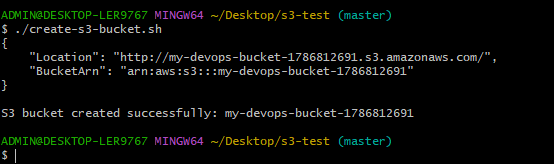 ADMIN@DESKTOP-LER9767 MINGW64 ~/Desktop/s3-test (master)
$ ./create-s3-bucket.sh
{
    "Location": "http://my-devops-bucket-1786812691.s3.amazonaws.com/",
    "BucketArn": "arn:aws:s3:::my-devops-bucket-1786812691"
}
S3 bucket created successfully: my-devops-bucket-1786812691
ADMIN@DESKTOP-LER9767 MINGW64 ~/Desktop/s3-test (master)
$